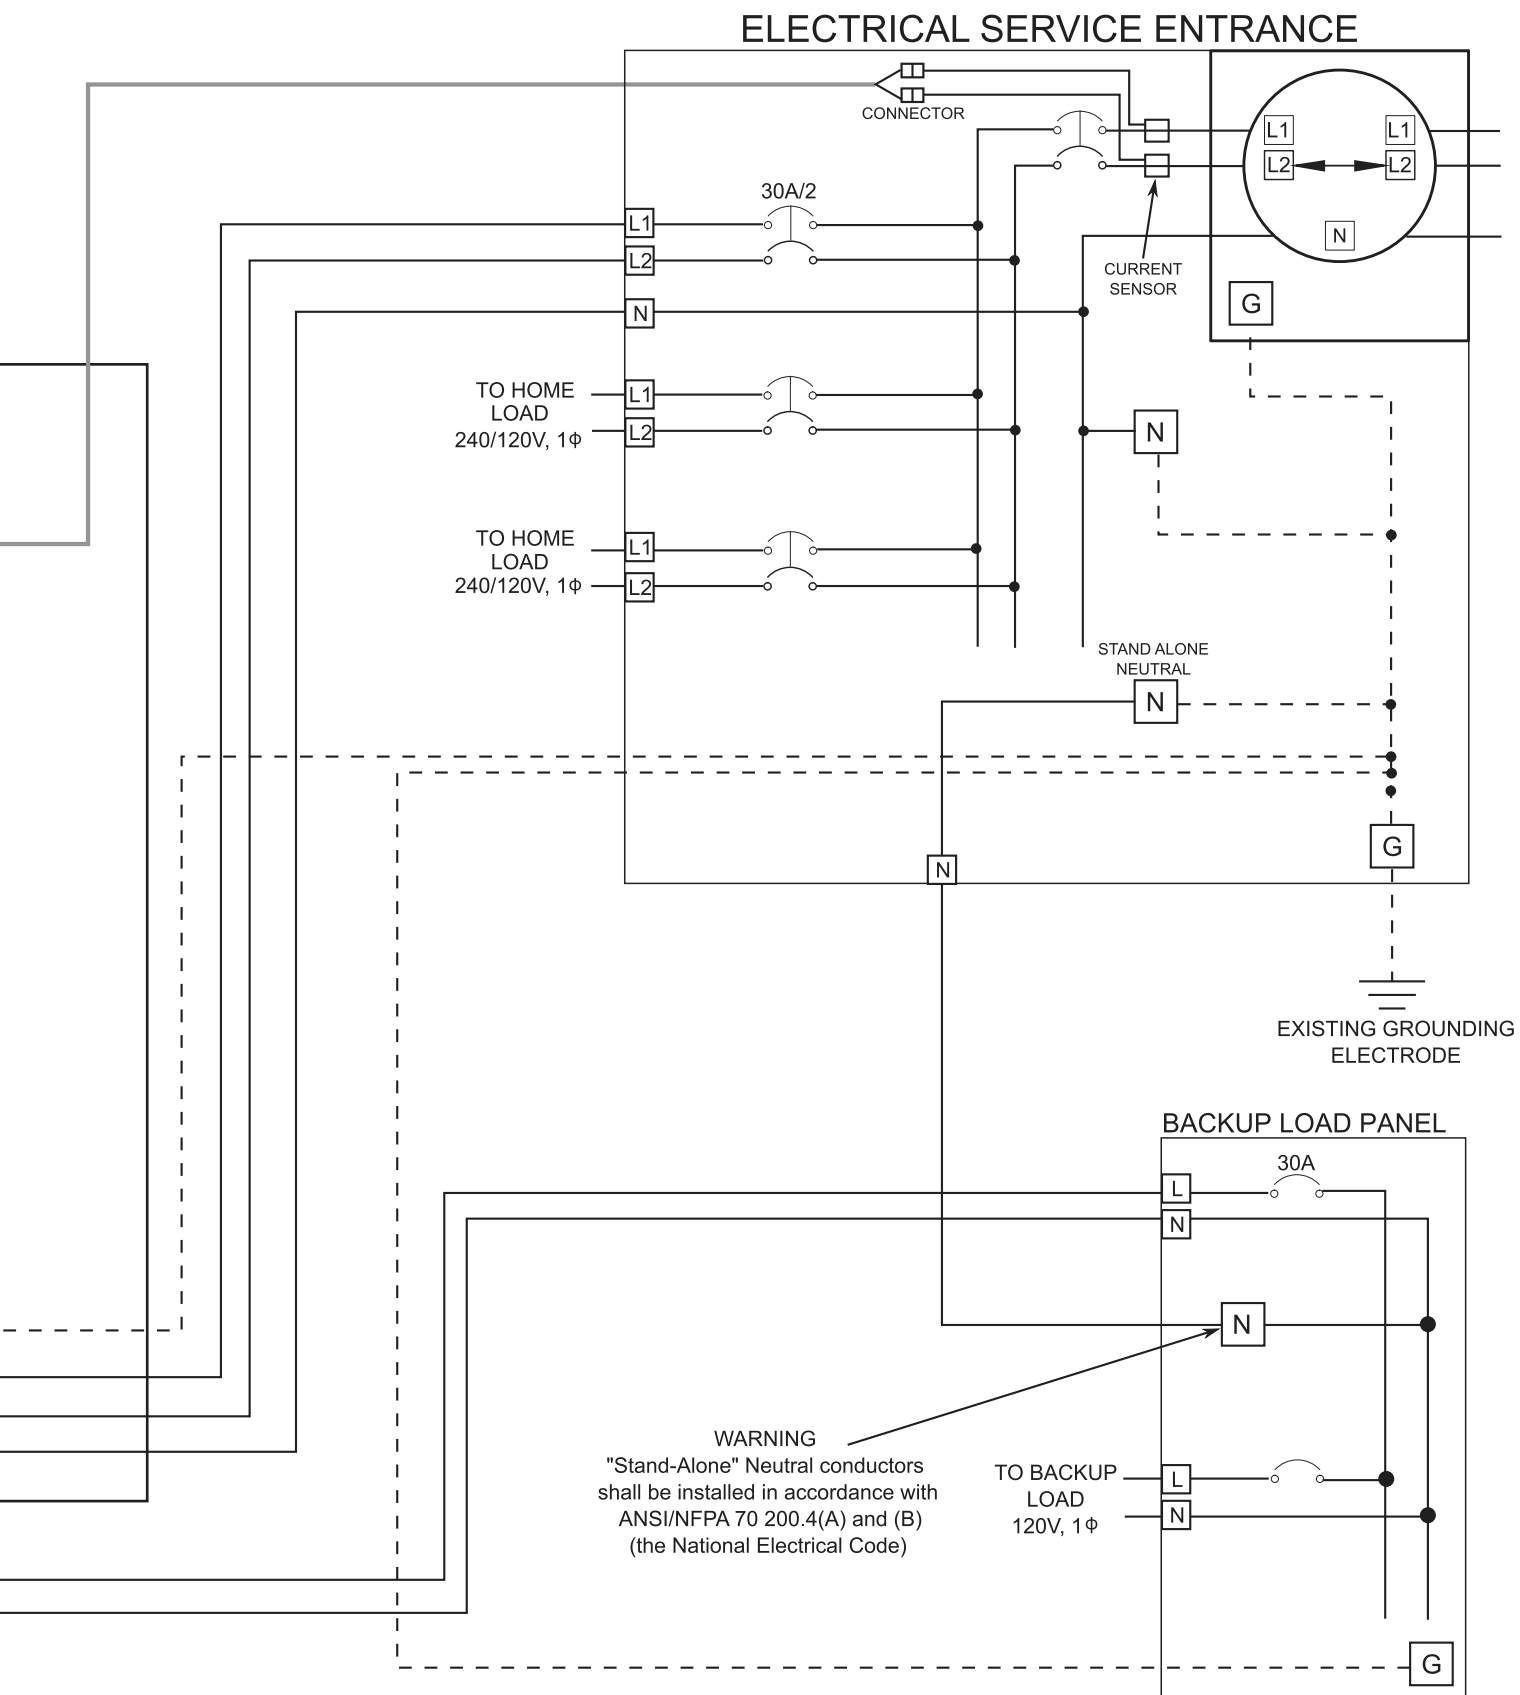 ELECTRICAL SERVICE ENTRANCE
CONNECTOR
L1
L1
L2
L2
30A/2
L1
N
L2
CURRENT
SENSOR
G
N
TO HOME
LOAD
240/120V, 1ϕ
L1
L2
N
TO HOME
LOAD
240/120V, 1ϕ
L1
L2
STAND ALONE
NEUTRAL
N
G
N
EXISTING GROUNDING
ELECTRODE
BACKUP LOAD PANEL
30A
L
N
N
WARNING
"Stand-Alone" Neutral conductors
shall be installed in accordance with
ANSI/NFPA 70 200.4(A) and (B)
(the National Electrical Code)
TO BACKUP
LOAD
120V, 1ϕ
L
N
G